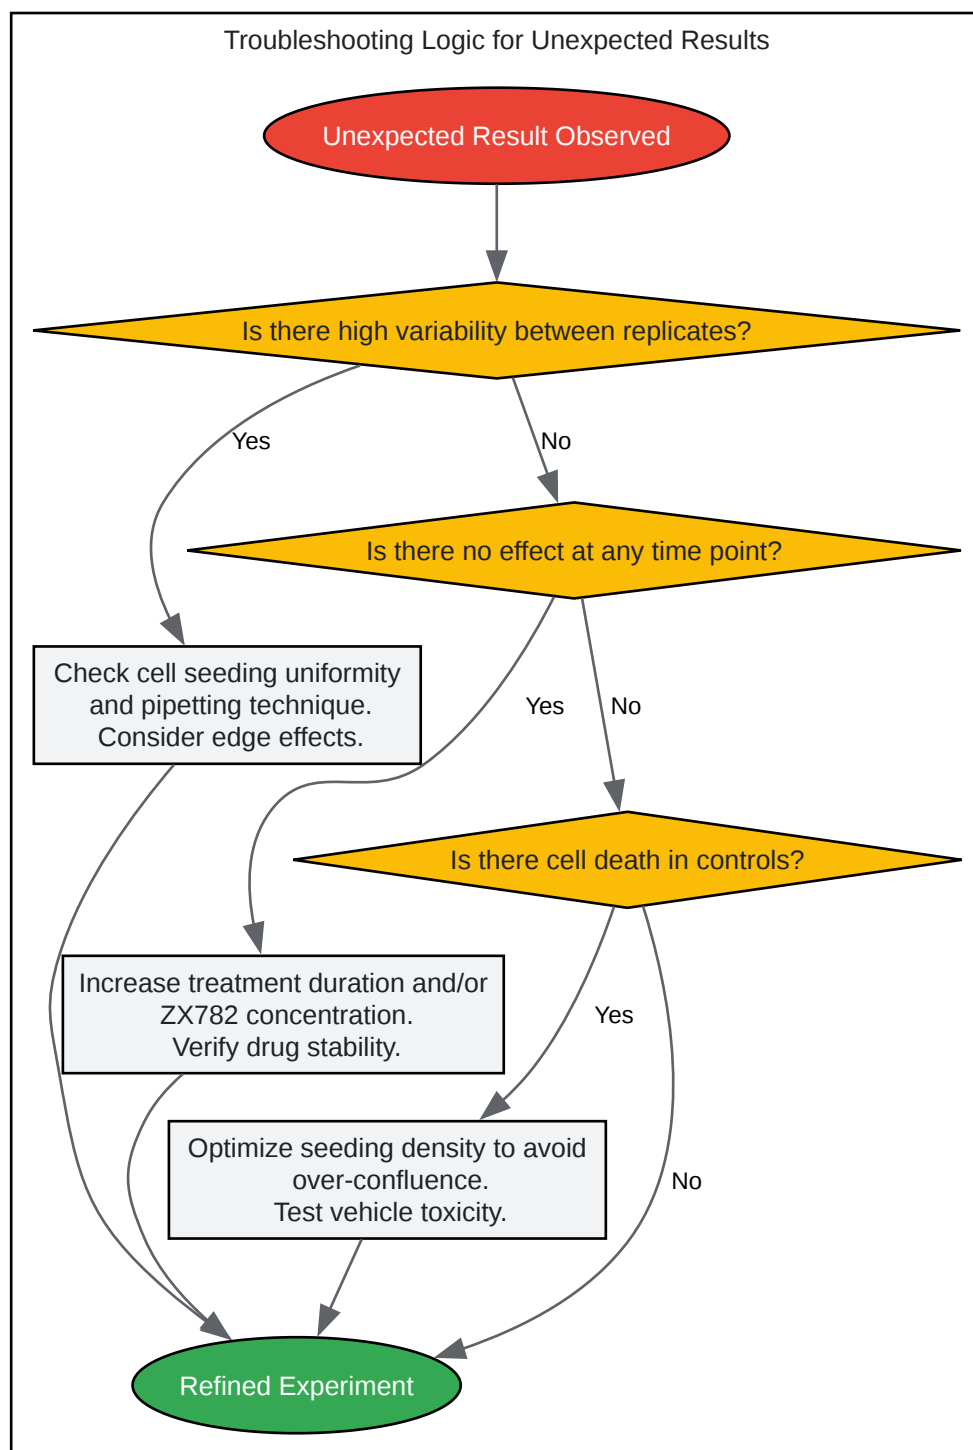 Troubleshooting Logic for Unexpected Results
Unexpected Result Observed
Is there high variability between replicates?
Yes
No
Is there no effect at any time point?
Check cell seeding uniformity
and pipetting technique.
Consider edge effects.
Yes
No
Is there cell death in controls?
Increase treatment duration and/or
ZX782 concentration.
Verify drug stability.
Yes
Optimize seeding density to avoid
over-confluence.
Test vehicle toxicity.
No
Refined Experiment